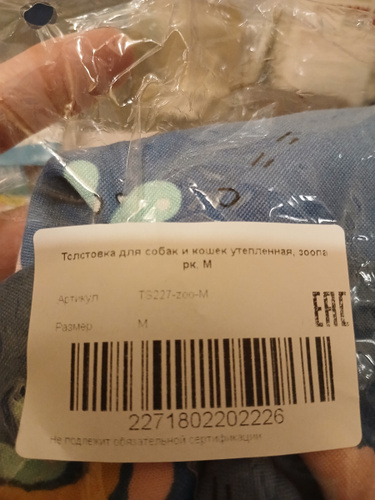 Толстовка для собак и кошек утепленная, зоопа
рк, М
Артикул TS227-zoo-M
Размер M
EAC
2271802202226
Не подлежит обязательной сертификации